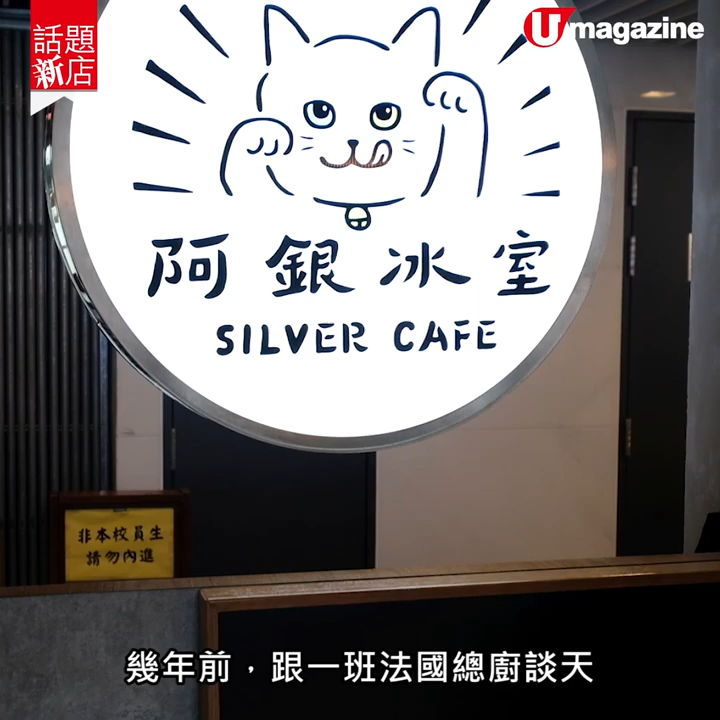 話題
新店
U magazine
阿銀冰室
SILVER CAFE
非本校員生
請勿內進
幾年前，跟一班法國總廚談天